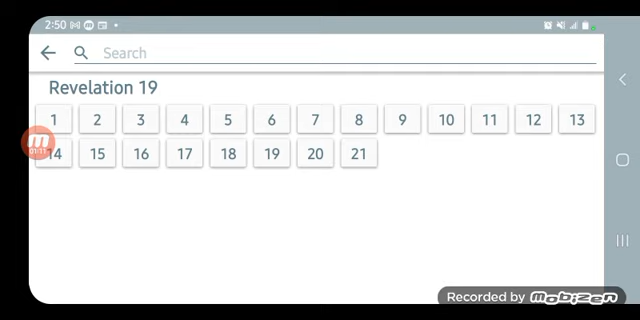 2:50
Search
Revelation 19
1 2 3 4 5 6 7 8 9 10 11 12 13
14 15 16 17 18 19 20 21
Recorded by Mobizen